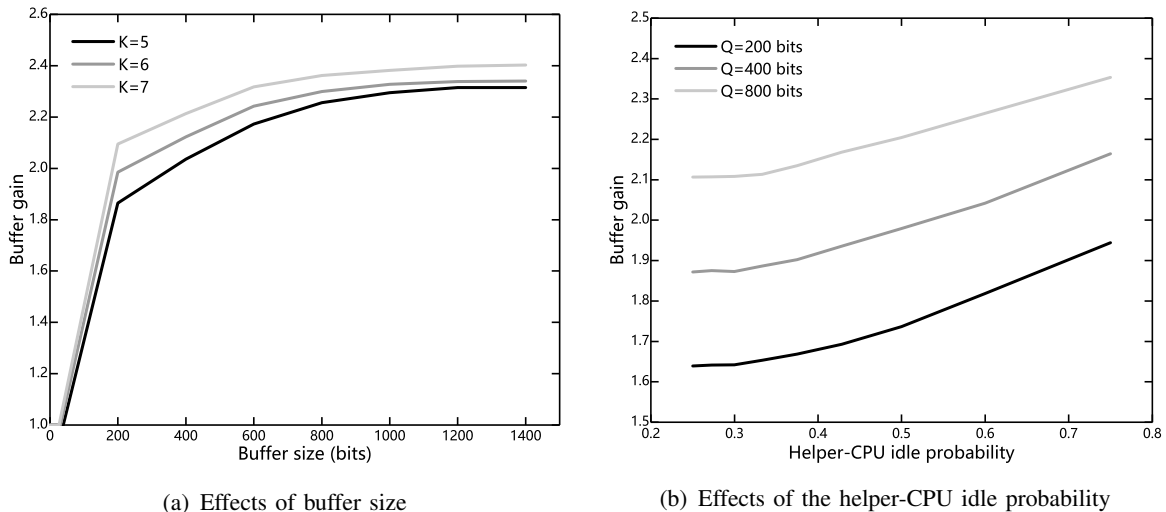 2.6
2.4
2.2
2.0
1.8
1.6
1.4
1.2
1.0
K=5
K=6
K=7
Buffer gain
0 200 400 600 800 1000 1200 1400
Buffer size (bits)
(a) Effects of buffer size
2.5
2.4
2.3
2.2
2.1
2.0
1.9
1.8
1.7
1.6
1.5
Q=200 bits
Q=400 bits
Q=800 bits
Buffer gain
0.2 0.3 0.4 0.5 0.6 0.7 0.8
Helper-CPU idle probability
(b) Effects of the helper-CPU idle probability